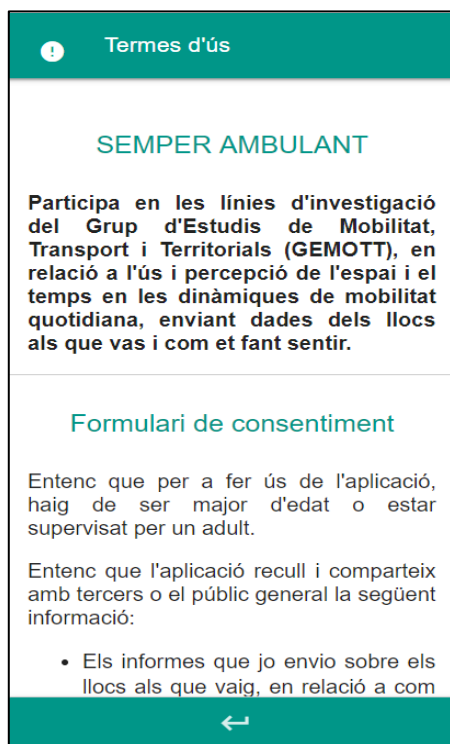 Termes d'ús
SEMPER AMBULANT
Participa en les línies d'investigació
del Grup d'Estudis de Mobilitat,
Transport i Territorials (GEMOTT), en
relació a l'ús i percepció de l'espai i el
temps en les dinàmiques de mobilitat
quotidiana, enviant dades dels llocs
als que vas i com et fant sentir.
Formulari de consentiment
Entenc que per a fer ús de l'aplicació,
haig de ser major d'edat o estar
supervisat per un adult.
Entenc que l'aplicació recull i comparteix
amb tercers o el públic general la següent
informació:
• Els informes que jo envio sobre els
llocs als que vaig, en relació a com